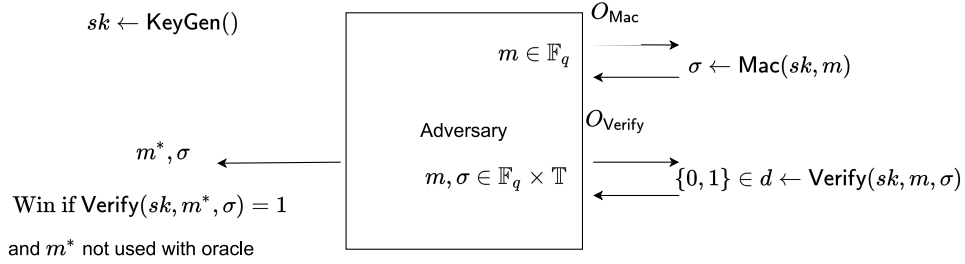 sk ← KeyGen()
O_Mac
m ∈ 𝔽_q
σ ← Mac(sk, m)
Adversary
O_Verify
m*, σ
m, σ ∈ 𝔽_q × 𝕋
{0, 1} ∈ d ← Verify(sk, m, σ)
Win if Verify(sk, m*, σ) = 1
and m* not used with oracle